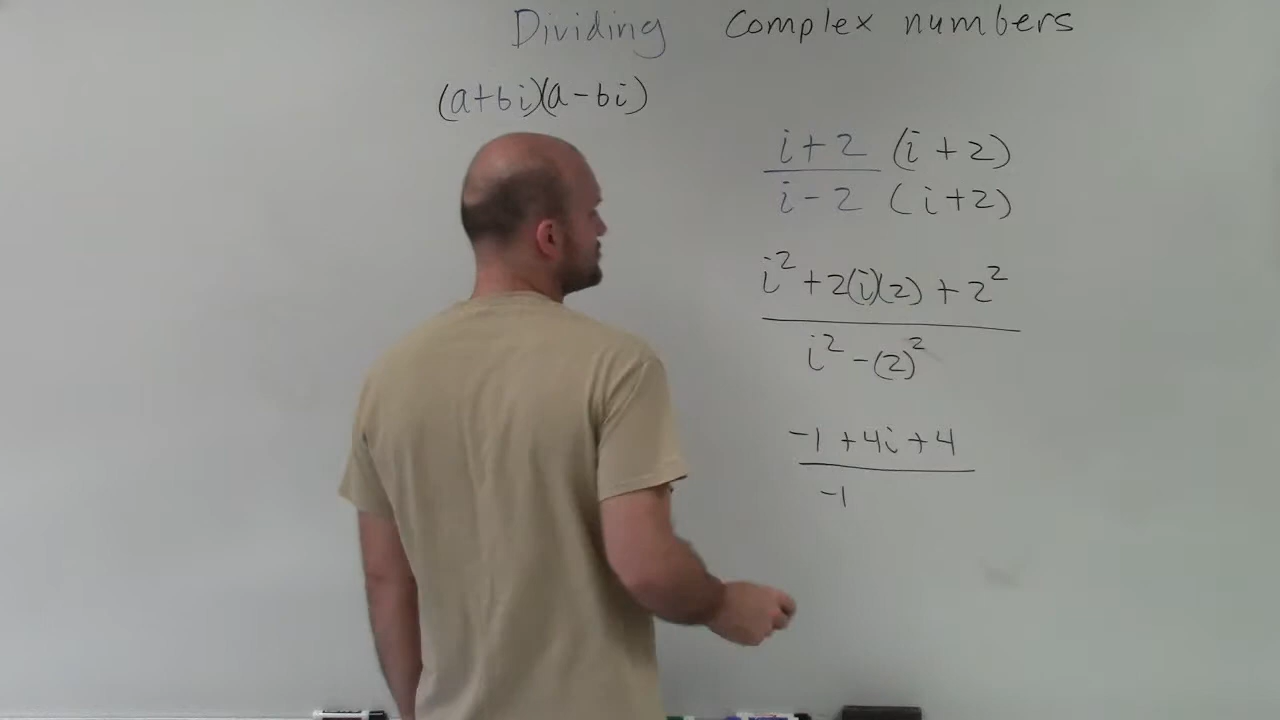 Dividing Complex numbers
(a+bi)(a-bi)
i+2 (i+2)
i-2 (i+2)
i² +2(i)(2) +2²
i² -(2)²
-1 +4i +4
-1